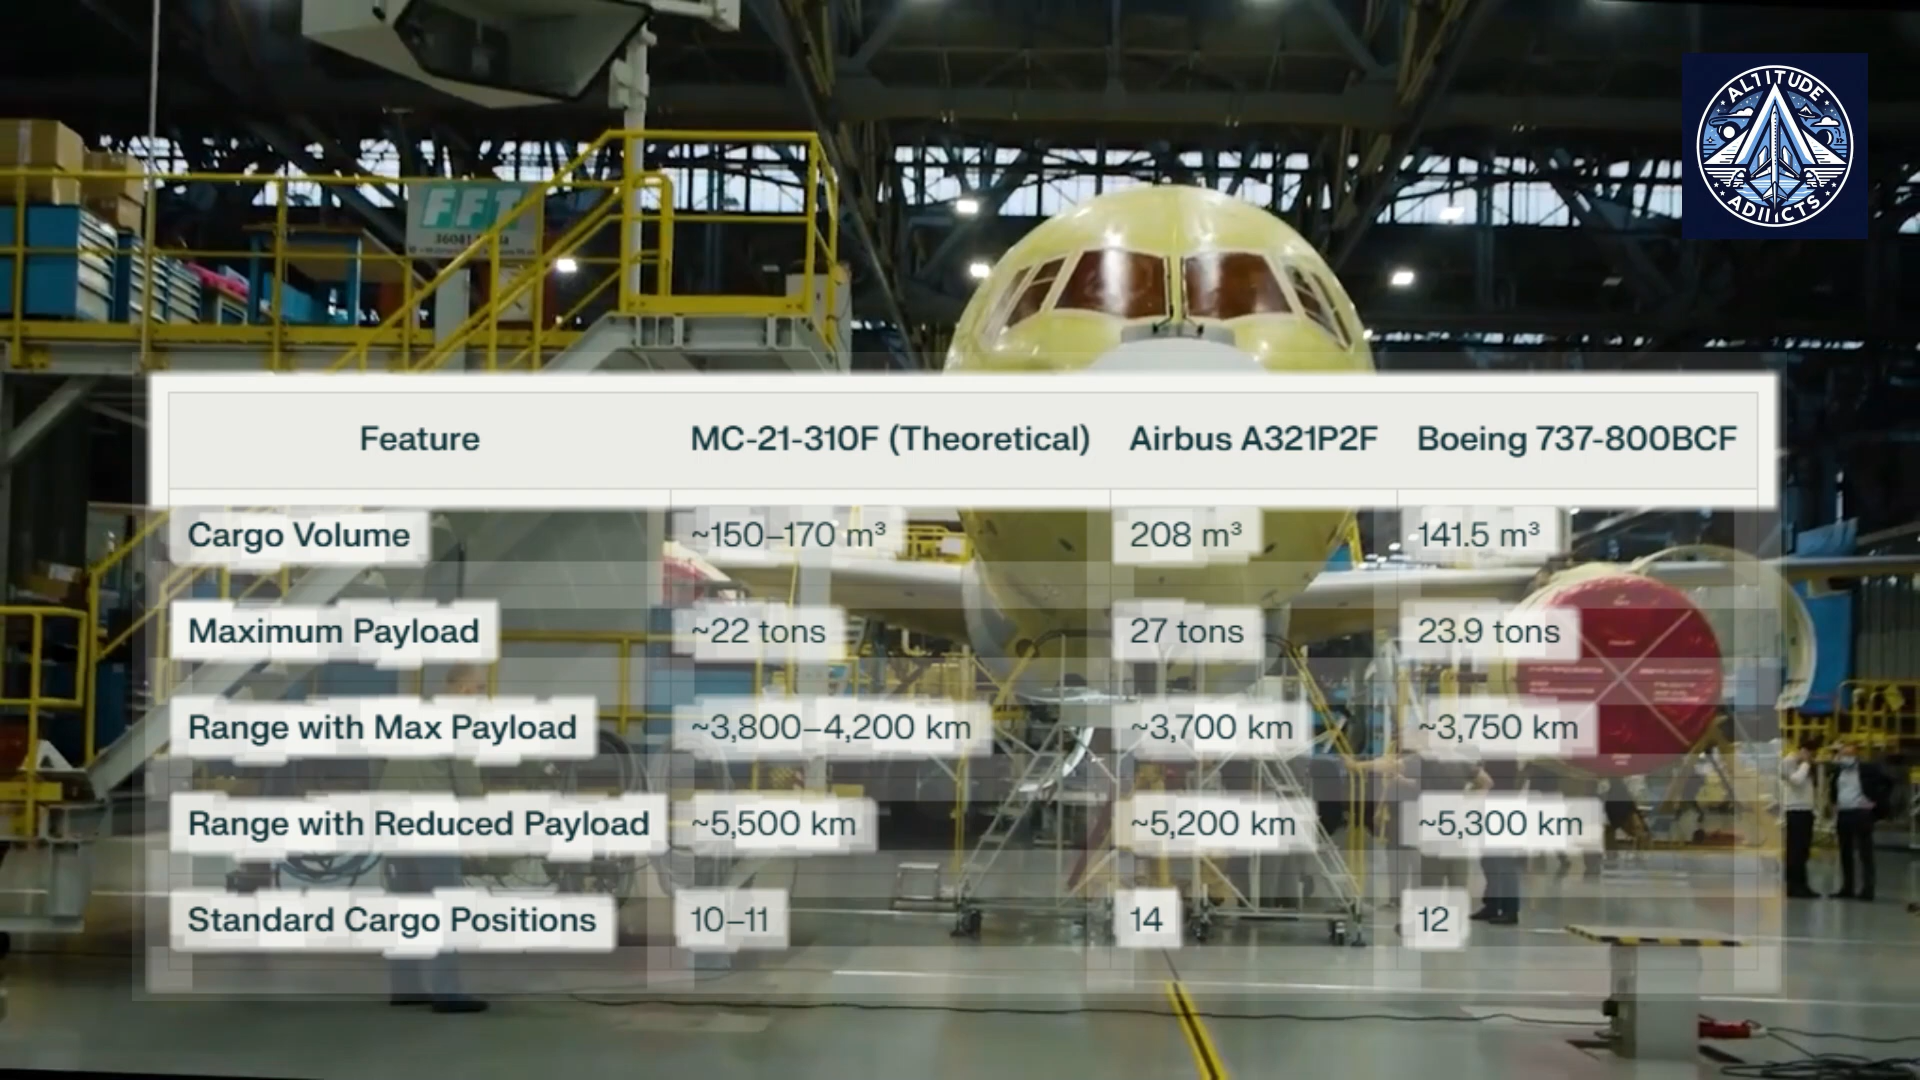 ALTITUDE
ADIICTS
FFT
Feature MC-21-310F (Theoretical) Airbus A321P2F Boeing 737-800BCF
Cargo Volume ~150–170 m³ 208 m³ 141.5 m³
Maximum Payload ~22 tons 27 tons 23.9 tons
Range with Max Payload ~3,800–4,200 km ~3,700 km ~3,750 km
Range with Reduced Payload ~5,500 km ~5,200 km ~5,300 km
Standard Cargo Positions 10–11 14 12